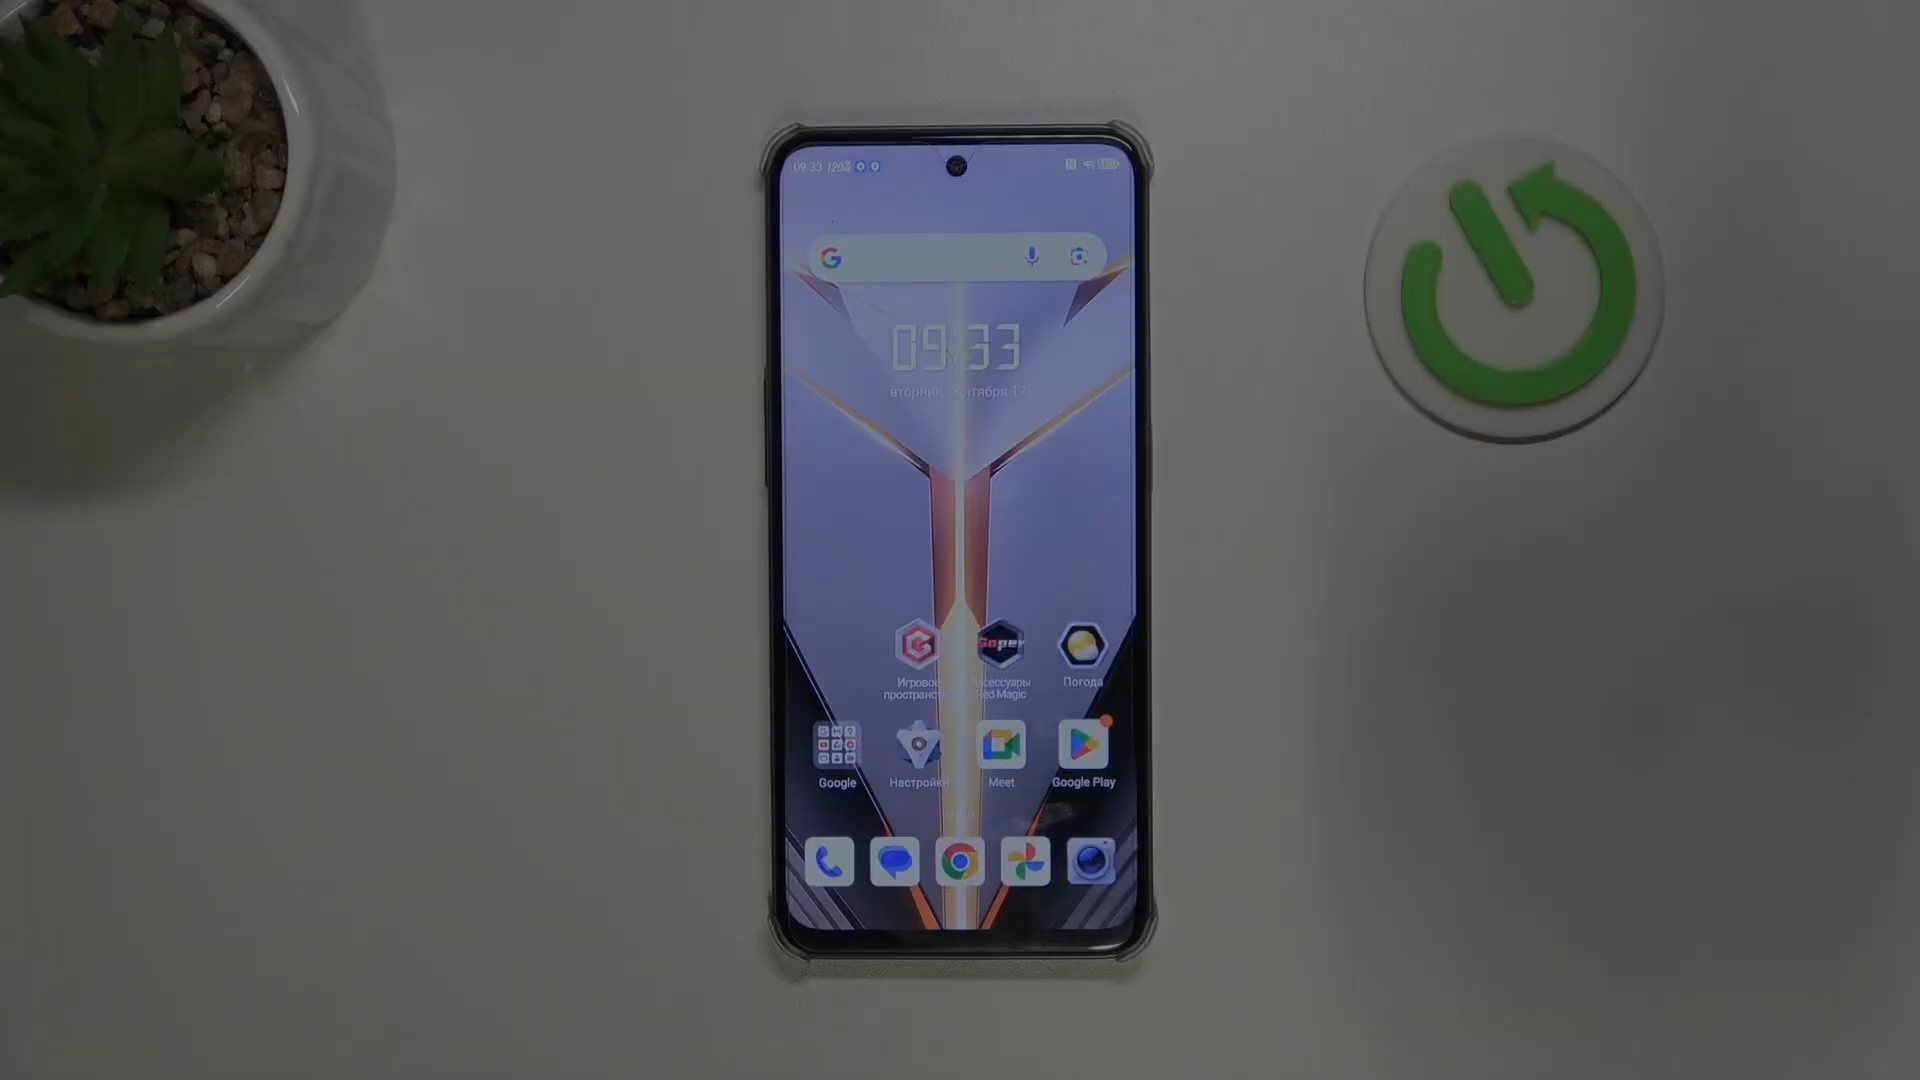 09:33
09:33
вторник, сентября 17
Игровое
пространство
Аксессуары
Red Magic
Погода
Google
Настройки
Meet
Google Play